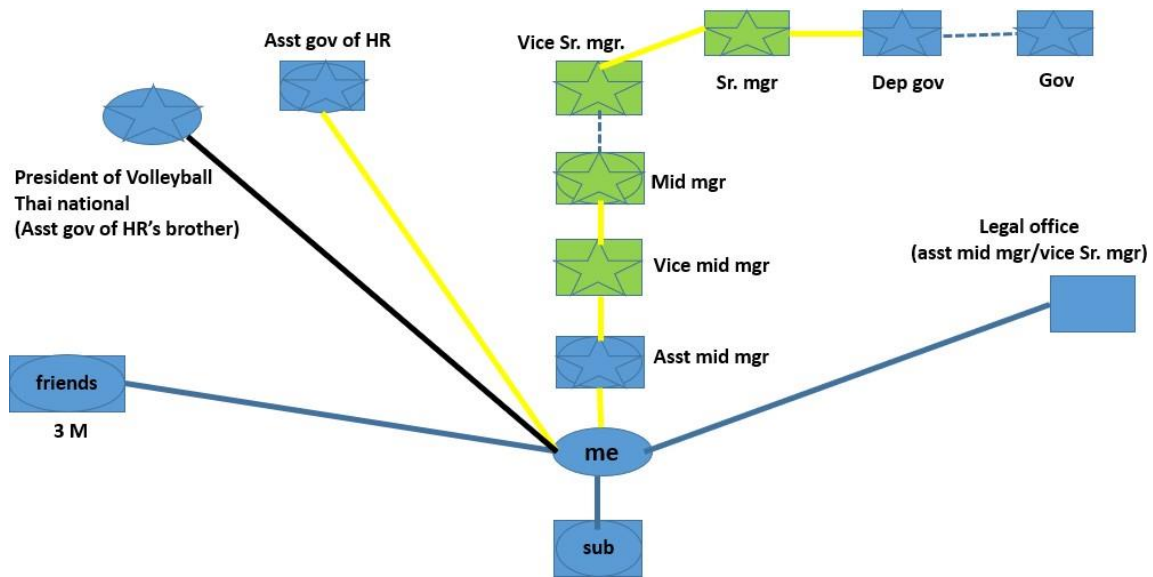 Asst gov of HR
Vice Sr. mgr.
Sr. mgr
Dep gov
Gov
President of Volleyball
Thai national
(Asst gov of HR's brother)
Mid mgr
Legal office
(asst mid mgr/vice Sr. mgr)
Vice mid mgr
Asst mid mgr
friends
3 M
me
sub